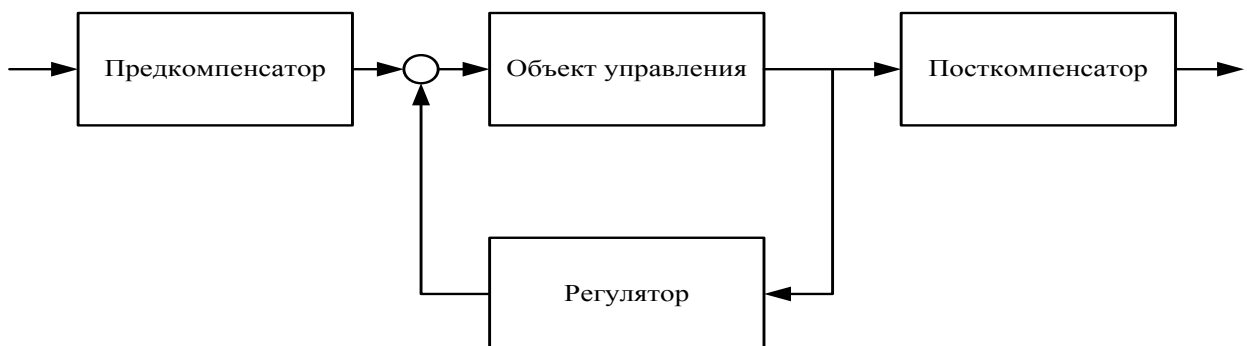 Предкомпенсатор
Объект управления
Посткомпенсатор
Регулятор